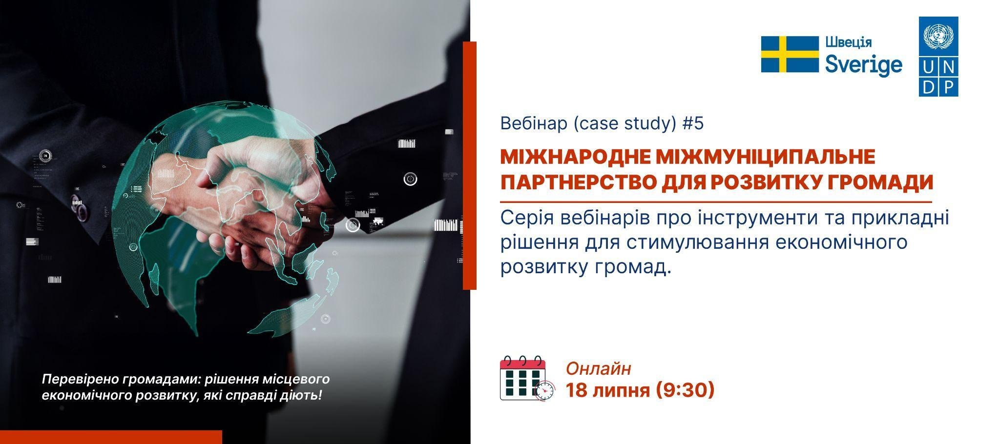 Швеція
Sverige
UN
DP
Вебінар (case study) #5
МІЖНАРОДНЕ МІЖМУНІЦИПАЛЬНЕ
ПАРТНЕРСТВО ДЛЯ РОЗВИТКУ ГРОМАДИ
Серія вебінарів про інструменти та прикладні
рішення для стимулювання економічного
розвитку громад.
Онлайн
18 липня (9:30)
Перевірено громадами: рішення місцевого
економічного розвитку, які справді діють!